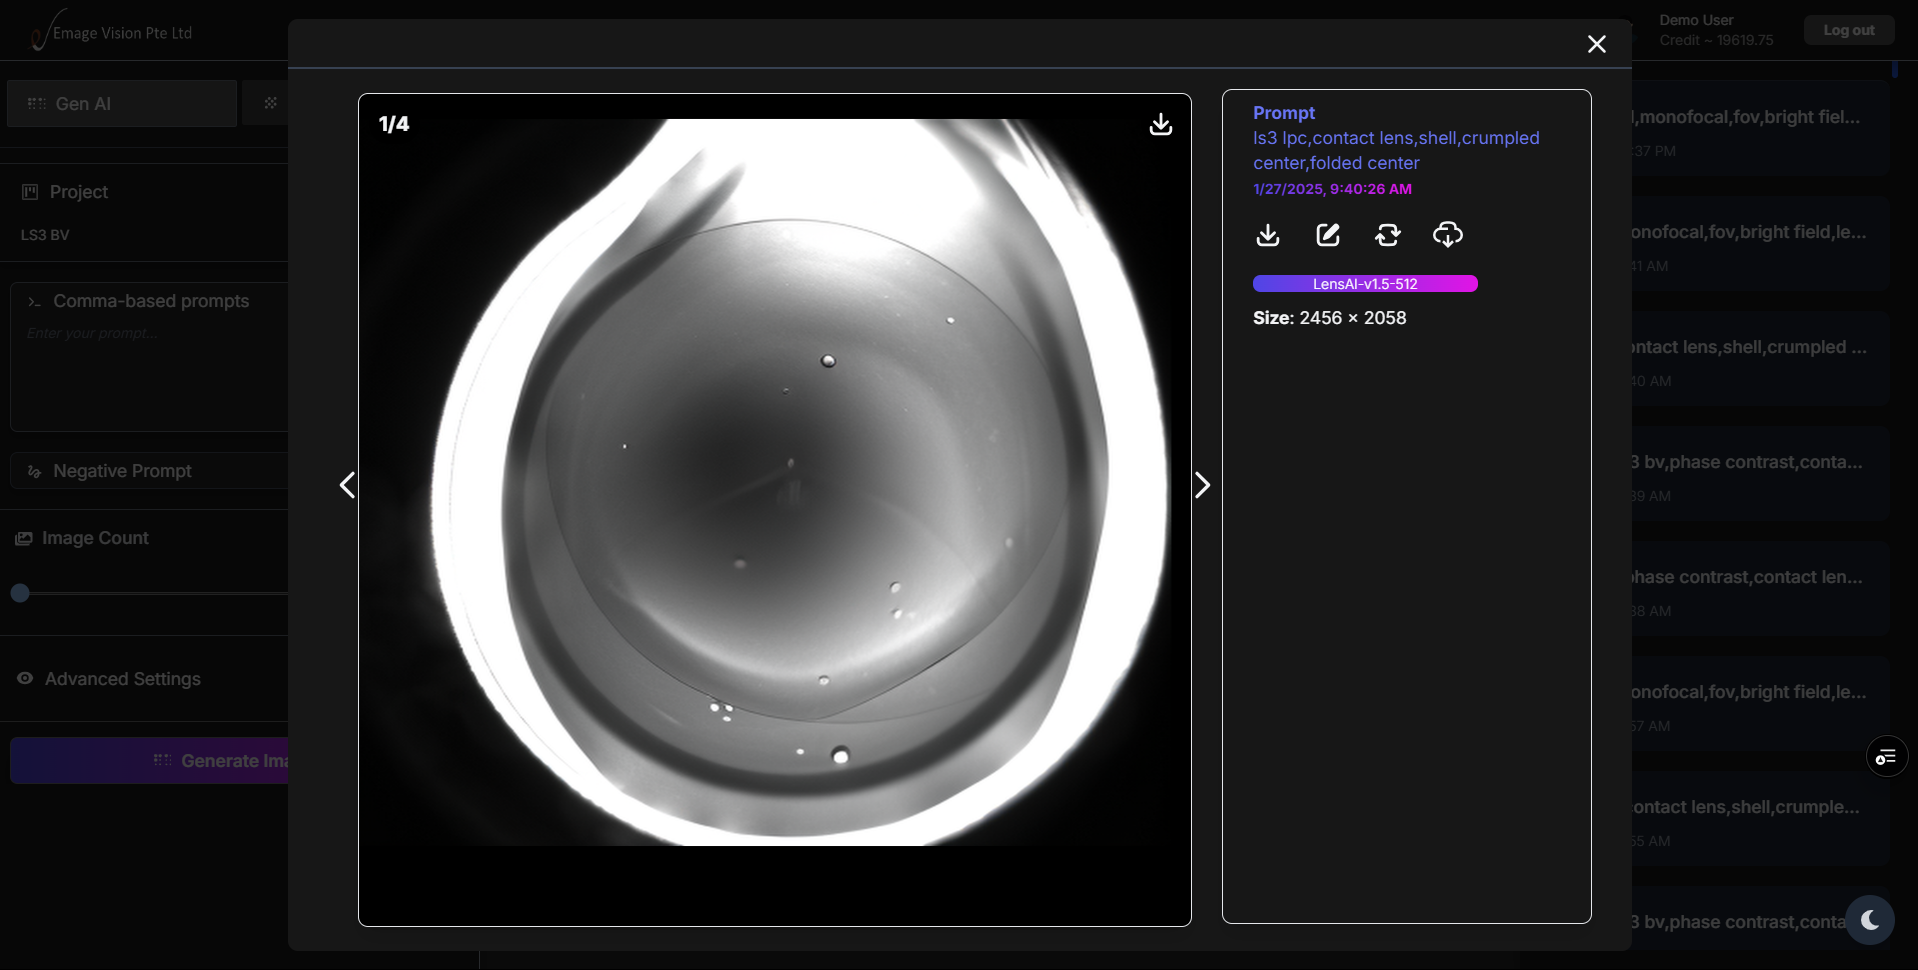 Emage Vision Pte Ltd
Demo User
Credit ~ 19619.75
Log out
Gen AI
Project
LS3 BV
Comma-based prompts
Enter your prompt...
Negative Prompt
Image Count
Advanced Settings
Generate Ima
1/4
Prompt
ls3 lpc,contact lens,shell,crumpled
center,folded center
1/27/2025, 9:40:26 AM
LensAI-v1.5-512
Size: 2456 × 2058
,monofocal,fov,bright fiel...
:37 PM
onofocal,fov,bright field,le...
41 AM
ontact lens,shell,crumpled ...
40 AM
3 bv,phase contrast,conta...
39 AM
phase contrast,contact len...
38 AM
onofocal,fov,bright field,le...
57 AM
contact lens,shell,crumple...
55 AM
3 bv,phase contrast,conta